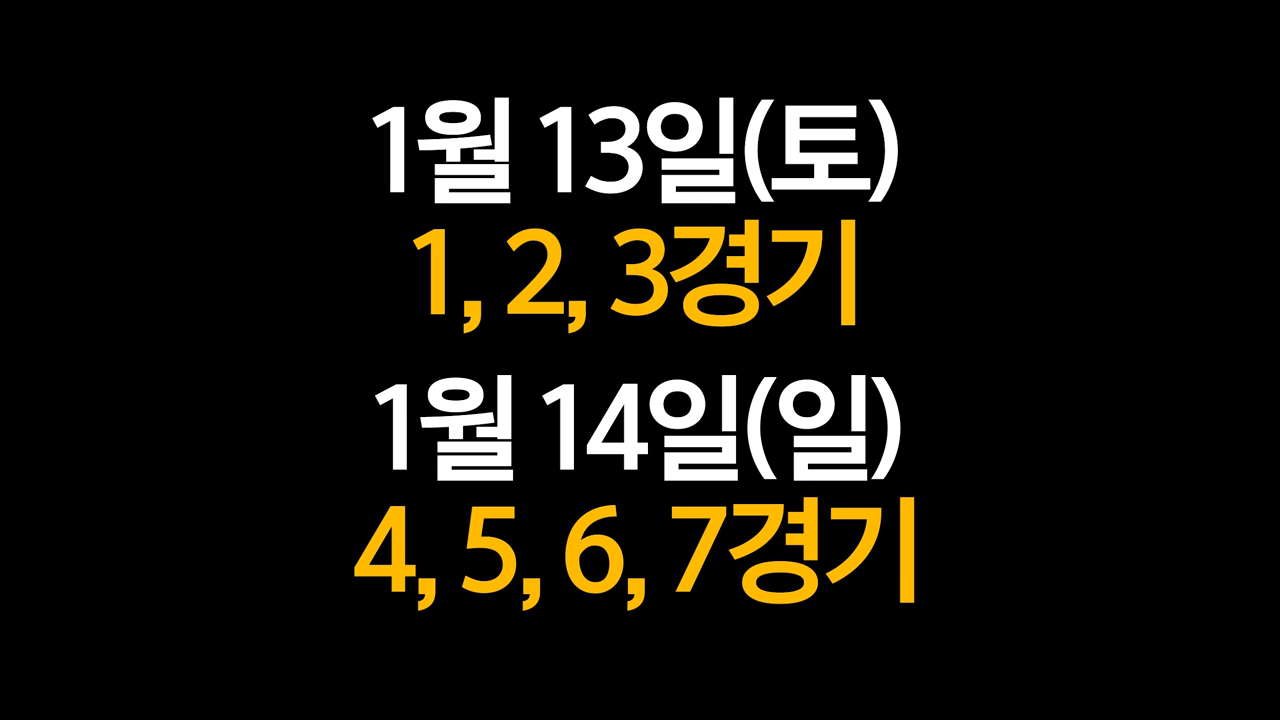 1월 13일(토)
1, 2, 3경기
1월 14일(일)
4, 5, 6, 7경기